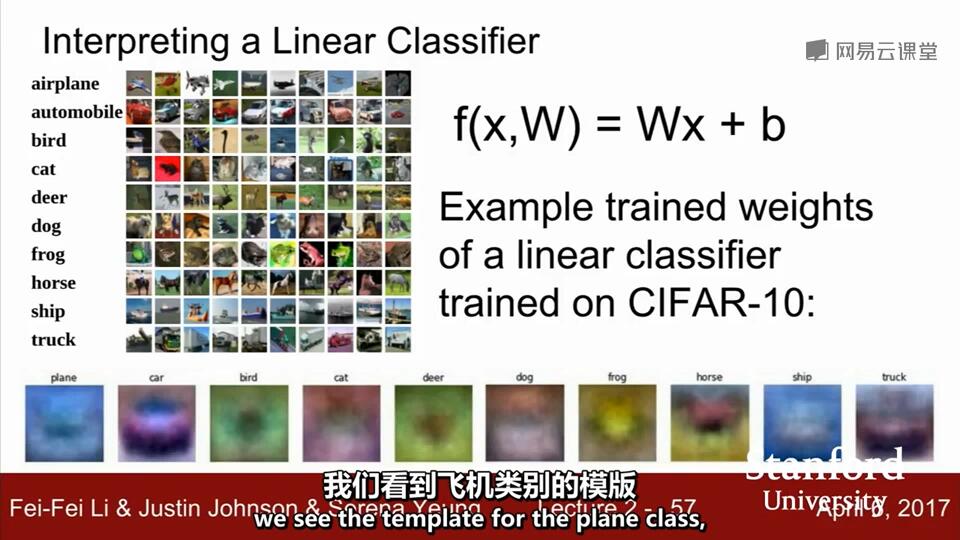 Interpreting a Linear Classifier
网易云课堂
airplane
automobile
bird
cat
deer
dog
frog
horse
ship
truck
f(x,W) = Wx + b
Example trained weights
of a linear classifier
trained on CIFAR-10:
plane car bird cat deer dog frog horse ship truck
Stanford
University
我们看到飞机类别的模版
Fei-Fei Li & Justin Johnson & Serena Yeung Lecture 2 - 57 April 6, 2017
we see the template for the plane class,